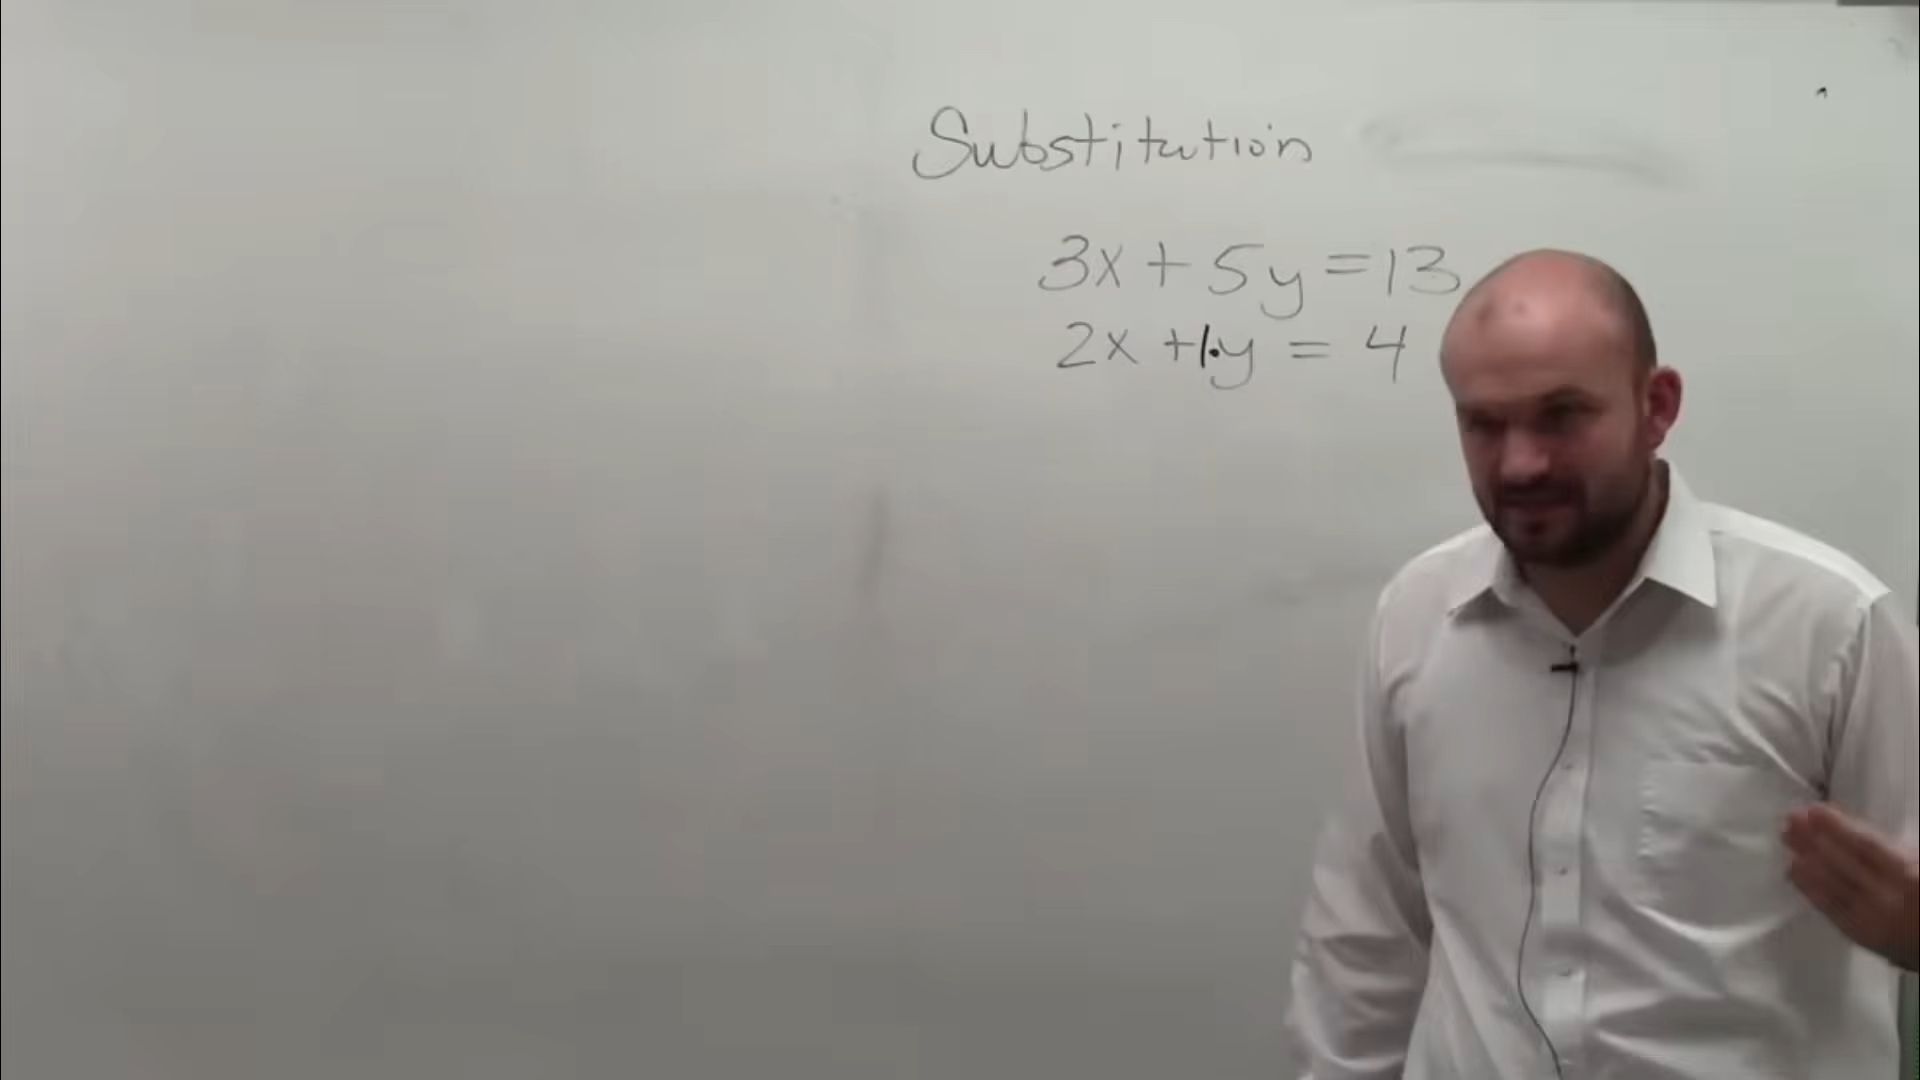 Substitution
3x + 5y = 13
2x + 1·y = 4